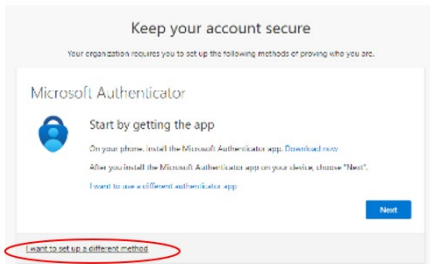 Keep your account secure
Your organization requires you to set up the following methods of proving who you are.
Microsoft Authenticator
Start by getting the app
On your phone, install the Microsoft Authenticator app. Download now
After you install the Microsoft Authenticator app on your device, choose "Next".
I want to use a different authenticator app
Next
I want to set up a different method